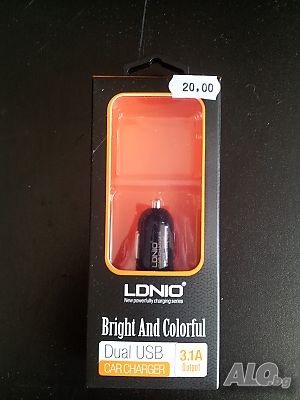 20,00
LDNIO®
New powerfully charging series
Bright And Colorful
Dual USB
CAR CHARGER
3.1A
Output
ALO.bg